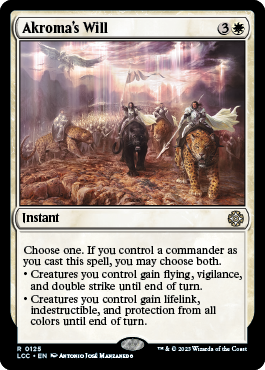 Akroma's Will 3
Instant
Choose one. If you control a commander as
you cast this spell, you may choose both.
• Creatures you control gain flying, vigilance,
and double strike until end of turn.
• Creatures you control gain lifelink,
indestructible, and protection from all
colors until end of turn.
R 0125
LCC • EN Antonio José Manzanedo
™ & © 2023 Wizards of the Coast